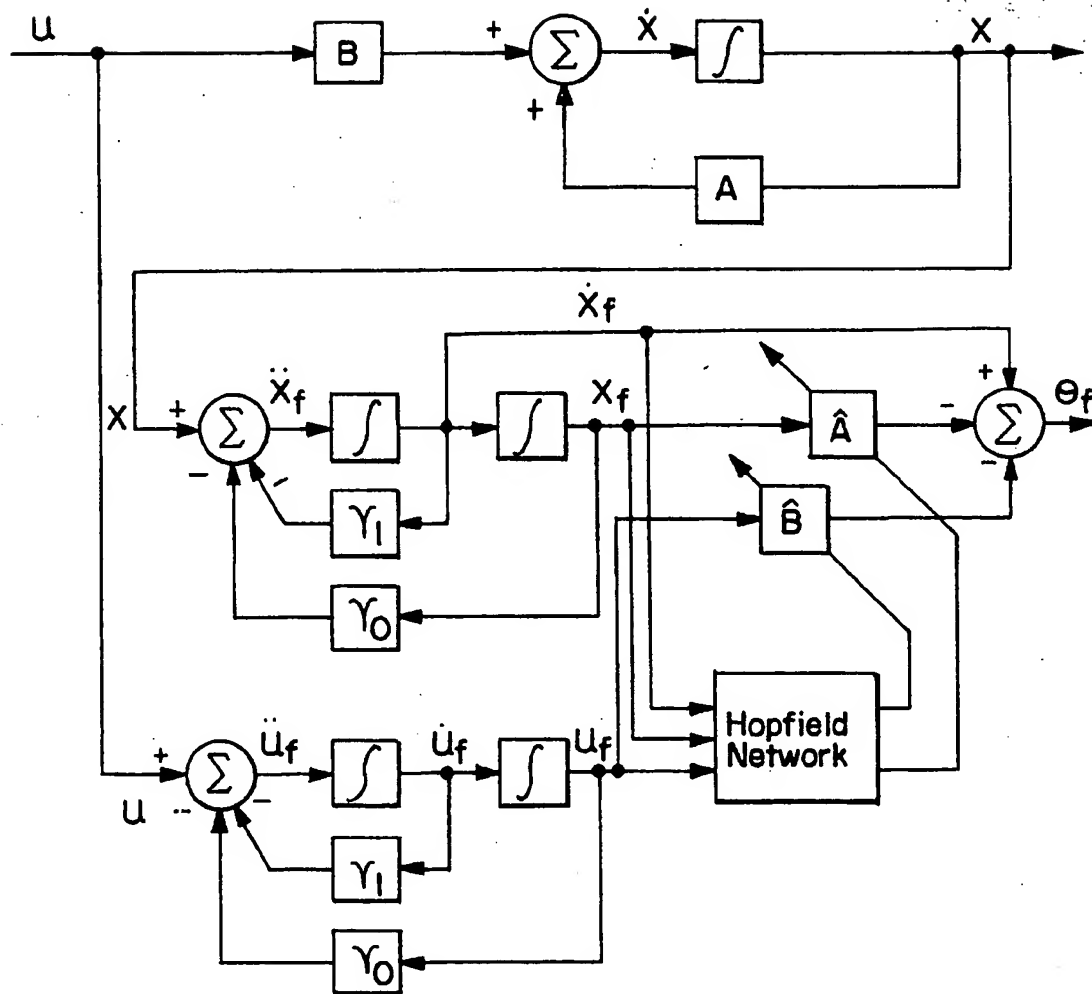 u B + Σ ẋ ∫ x
+ A
ẋf
x + Σ ẍf ∫ ∫ xf Â - + Σ Θf
- - γ1 B̂ -
γ0
Hopfield
Network
u + Σ üf ∫ u̇f ∫ uf
- - γ1
γ0